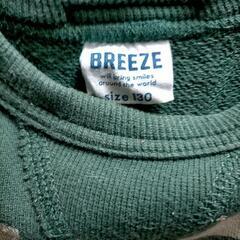 BREEZE
will bring smiles
around the world
size 130